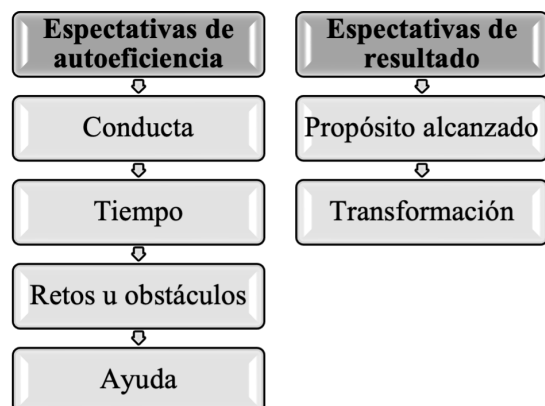 Espectativas de
autoeficiencia
Conducta
Tiempo
Retos u obstáculos
Ayuda
Espectativas de
resultado
Propósito alcanzado
Transformación